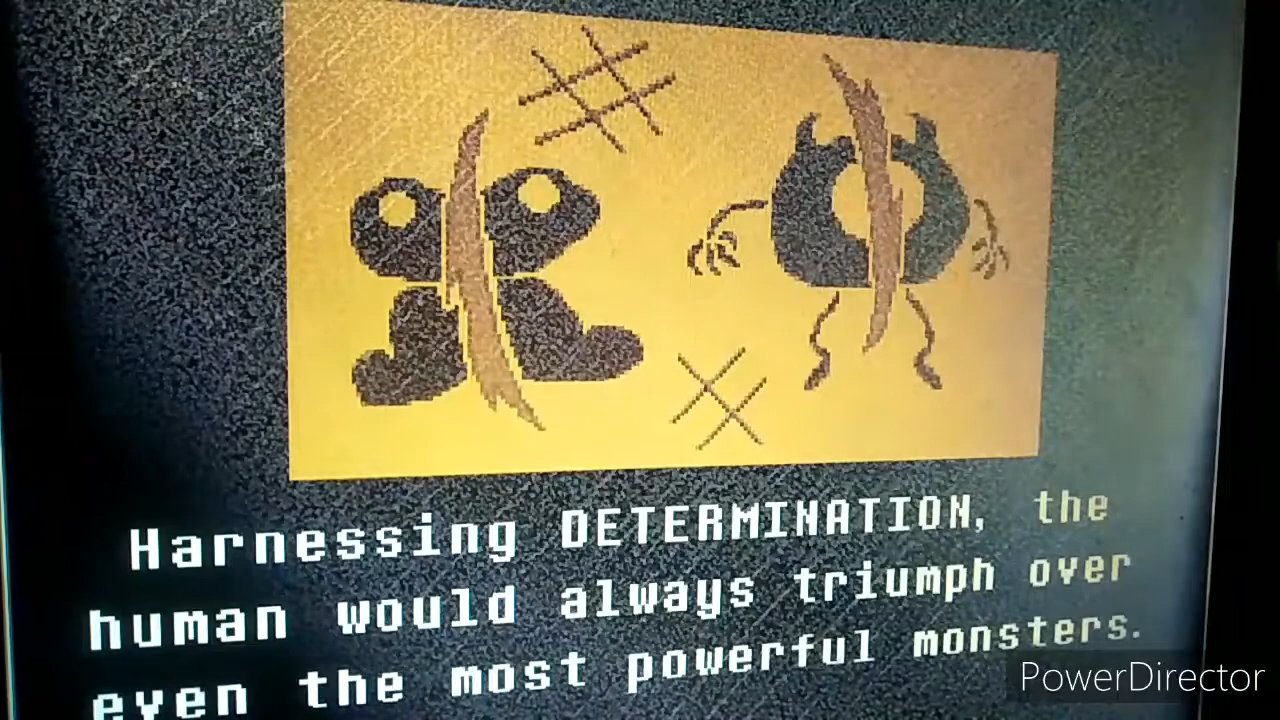 Harnessing DETERMINATION, the
human would always triumph over
even the most powerful monsters.
PowerDirector